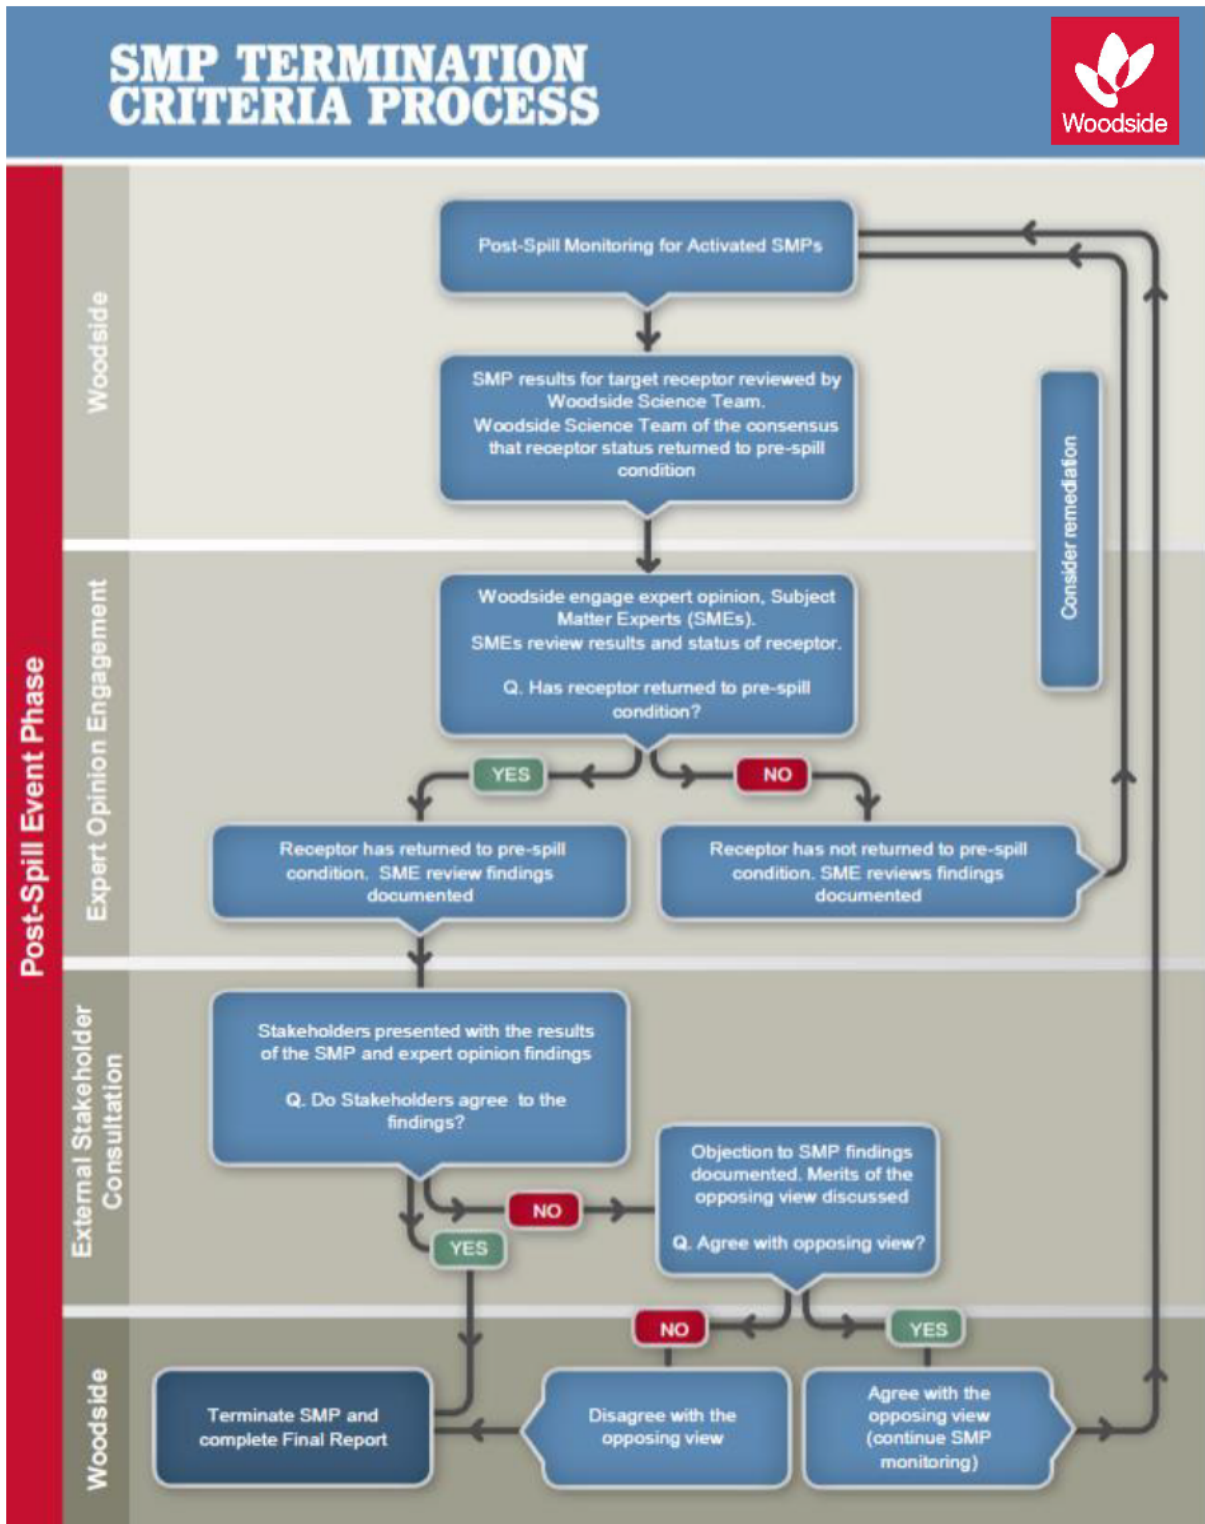 SMP TERMINATION
CRITERIA PROCESS
Woodside
Post-Spill Event Phase
Woodside
Post-Spill Monitoring for Activated SMPs
SMP results for target receptor reviewed by
Woodside Science Team.
Woodside Science Team of the consensus
that receptor status returned to pre-spill
condition
Consider remediation
Expert Opinion Engagement
Woodside engage expert opinion, Subject
Matter Experts (SMEs).
SMEs review results and status of receptor.
Q. Has receptor returned to pre-spill
condition?
YES
NO
Receptor has returned to pre-spill
condition. SME review findings
documented
Receptor has not returned to pre-spill
condition. SME reviews findings
documented
External Stakeholder
Consultation
Stakeholders presented with the results
of the SMP and expert opinion findings
Q. Do Stakeholders agree to the
findings?
NO
YES
Objection to SMP findings
documented. Merits of the
opposing view discussed
Q. Agree with opposing view?
NO
YES
Woodside
Terminate SMP and
complete Final Report
Disagree with the
opposing view
Agree with the
opposing view
(continue SMP
monitoring)